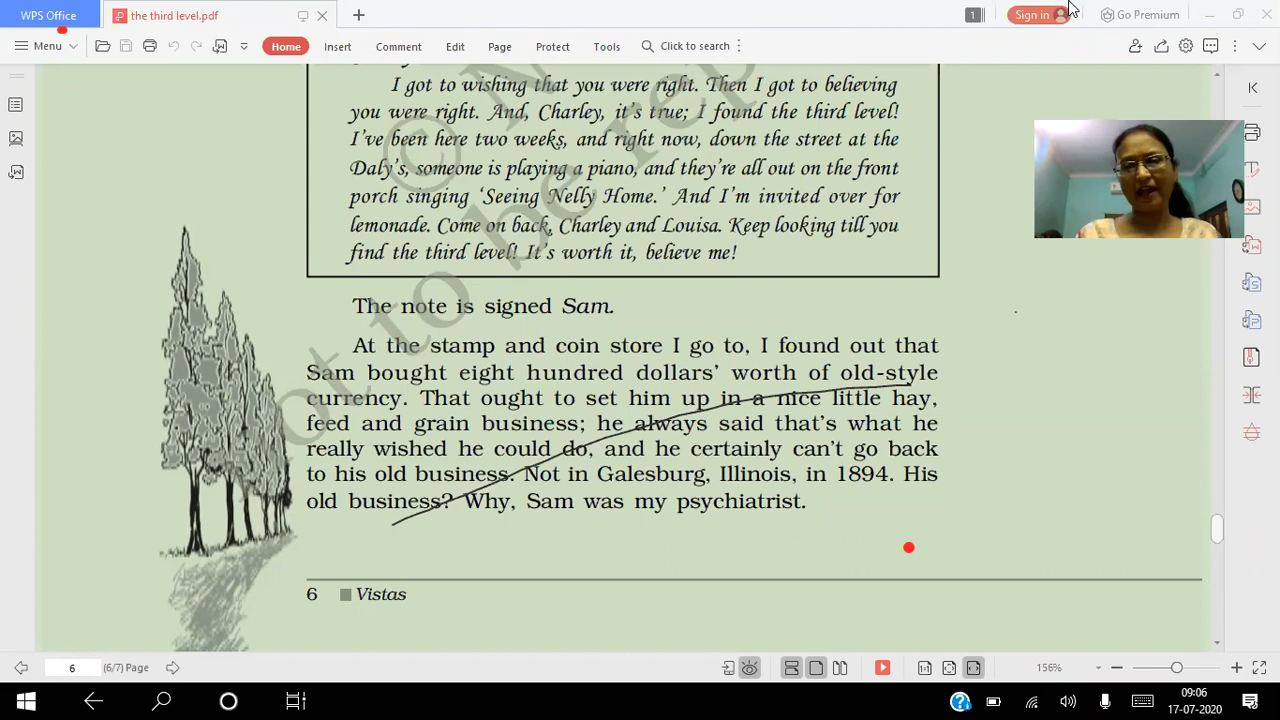 WPS Office
the third level.pdf
1
Sign in
Go Premium
Menu
Home
Insert
Comment
Edit
Page
Protect
Tools
Click to search
I got to wishing that you were right. Then I got to believing
you were right. And, Charley, it's true; I found the third level!
I've been here two weeks, and right now, down the street at the
Daly's, someone is playing a piano, and they're all out on the front
porch singing 'Seeing Nelly Home.' And I'm invited over for
lemonade. Come on back, Charley and Louisa. Keep looking till you
find the third level! It's worth it, believe me!
The note is signed Sam.
At the stamp and coin store I go to, I found out that
Sam bought eight hundred dollars' worth of old-style
currency. That ought to set him up in a nice little hay,
feed and grain business; he always said that's what he
really wished he could do, and he certainly can't go back
to his old business. Not in Galesburg, Illinois, in 1894. His
old business? Why, Sam was my psychiatrist.
6 Vistas
© N
not to be rep
6
(6/7) Page
156%
09:06
17-07-2020